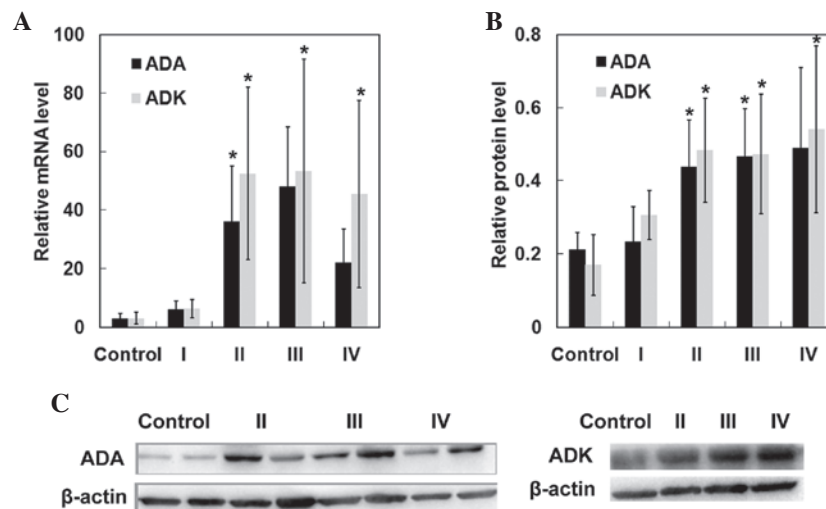 A
Relative mRNA level
100
80
60
40
20
0
ADA
ADK
*
*
*
*
Control I II III IV
B
Relative protein level
0.8
0.6
0.4
0.2
0
ADA
ADK
*
*
*
*
*
Control I II III IV
C
Control II III IV
ADA
β-actin
Control II III IV
ADK
β-actin